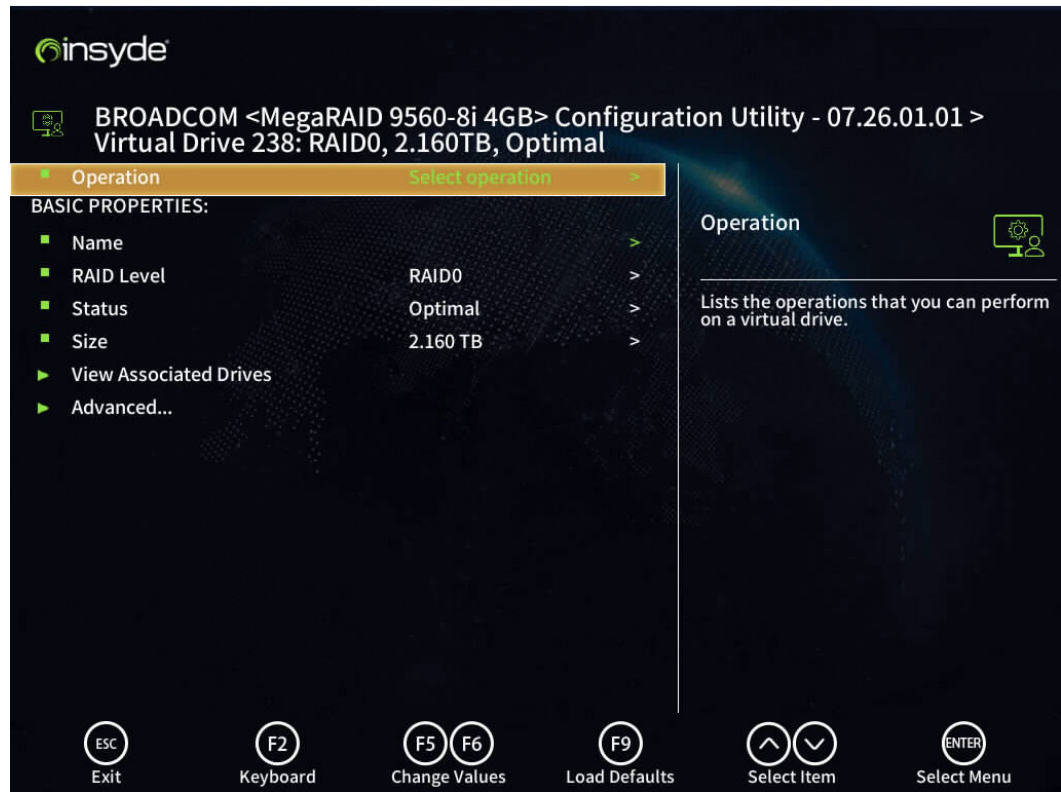 insyde
BROADCOM <MegaRAID 9560-8i 4GB> Configuration Utility - 07.26.01.01 >
Virtual Drive 238: RAID0, 2.160TB, Optimal
Operation Select operation >
BASIC PROPERTIES:
Name >
RAID Level RAID0 >
Status Optimal >
Size 2.160 TB >
View Associated Drives
Advanced...
Operation
Lists the operations that you can perform
on a virtual drive.
ESC F2 F5 F6 F9 ENTER
Exit Keyboard Change Values Load Defaults Select Item Select Menu